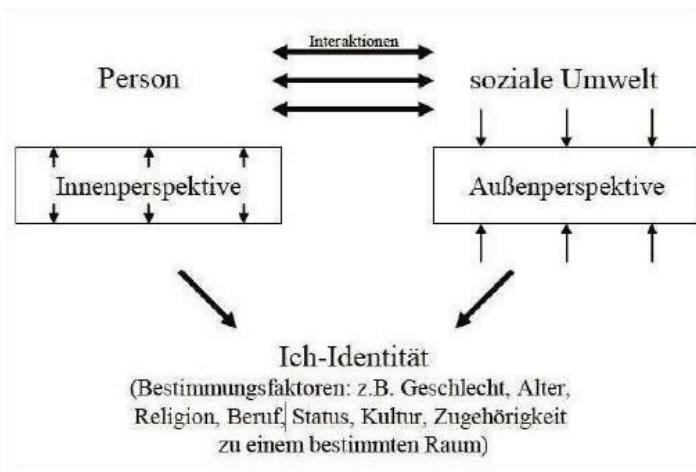 Interaktionen
Person
soziale Umwelt
Innenperspektive
Außenperspektive
Ich-Identität
(Bestimmungsfaktoren: z.B. Geschlecht, Alter,
Religion, Beruf, Status, Kultur, Zugehörigkeit
zu einem bestimmten Raum)